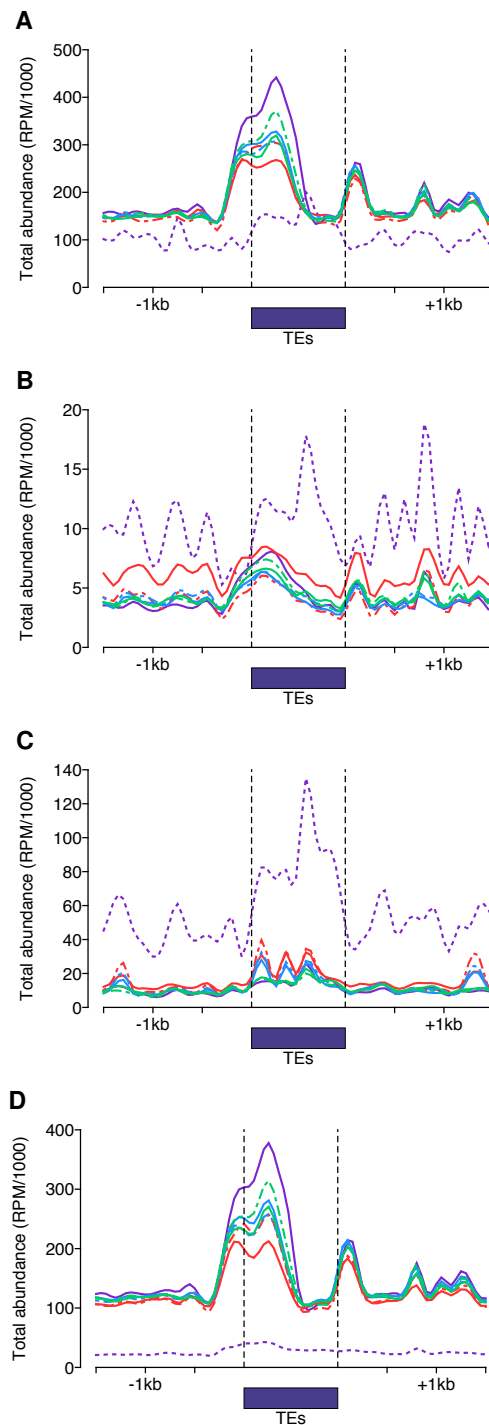 A
Total abundance (RPM/1000)
500
400
300
200
100
0
-1kb
+1kb
TEs
B
Total abundance (RPM/1000)
20
15
10
5
0
-1kb
+1kb
TEs
C
Total abundance (RPM/1000)
140
120
100
80
60
40
20
0
-1kb
+1kb
TEs
D
Total abundance (RPM/1000)
400
300
200
100
0
-1kb
+1kb
TEs